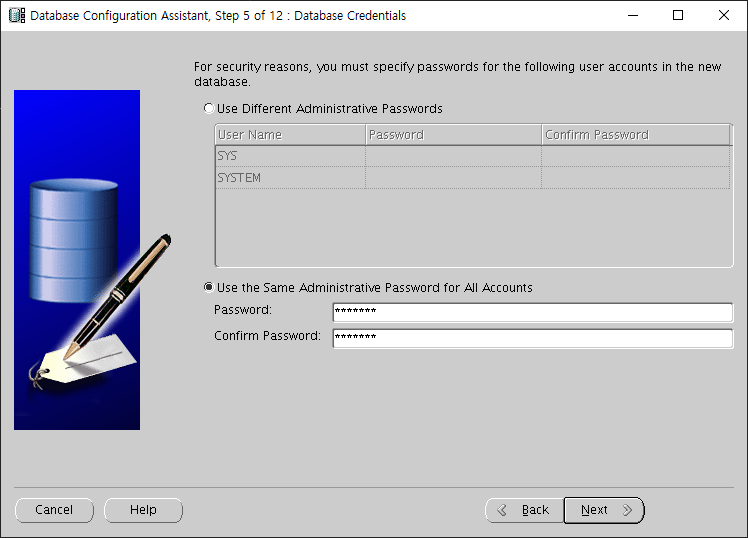 Database Configuration Assistant, Step 5 of 12 : Database Credentials
For security reasons, you must specify passwords for the following user accounts in the new
database.
Use Different Administrative Passwords
User Name Password Confirm Password
SYS
SYSTEM
Use the Same Administrative Password for All Accounts
Password: *******
Confirm Password: *******
Cancel Help Back Next